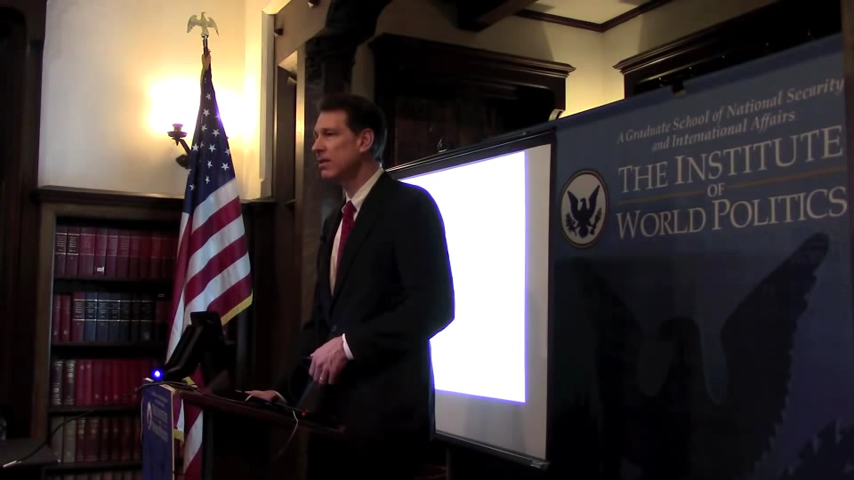 A Graduate School of National Security
and International Affairs
THE INSTITUTE
OF
WORLD POLITICS